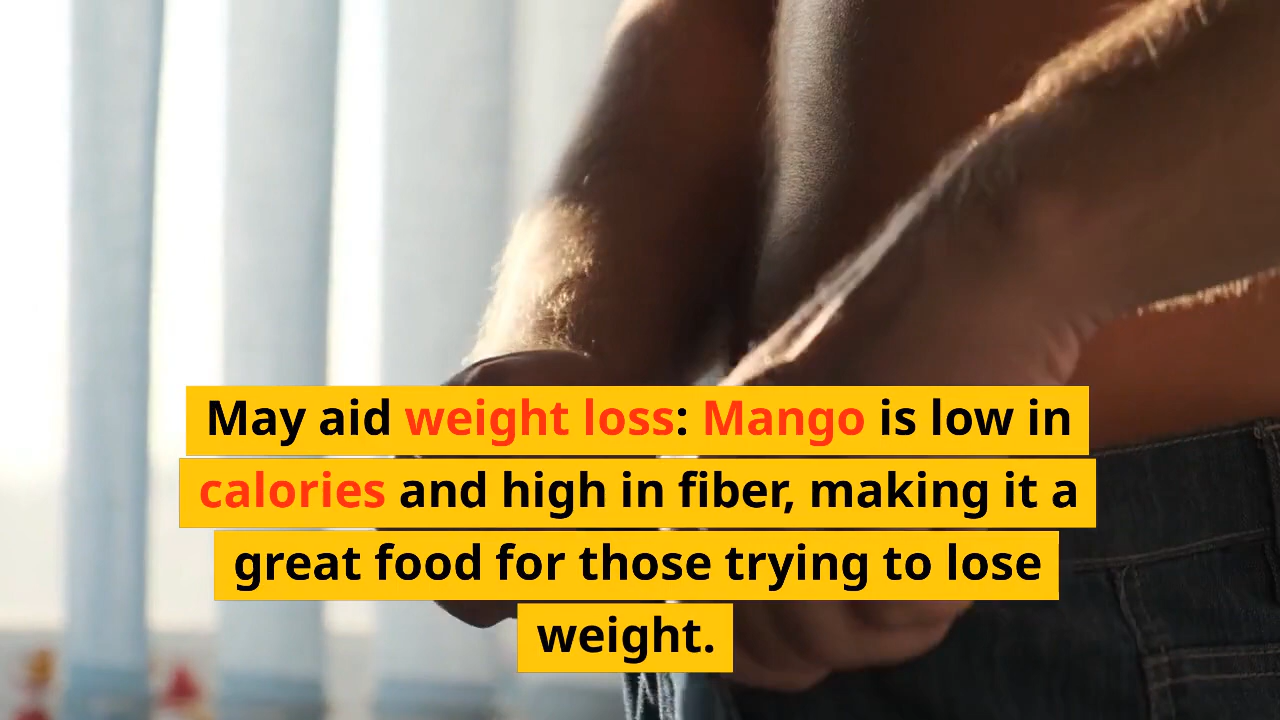 May aid weight loss: Mango is low in
calories and high in fiber, making it a
great food for those trying to lose
weight.